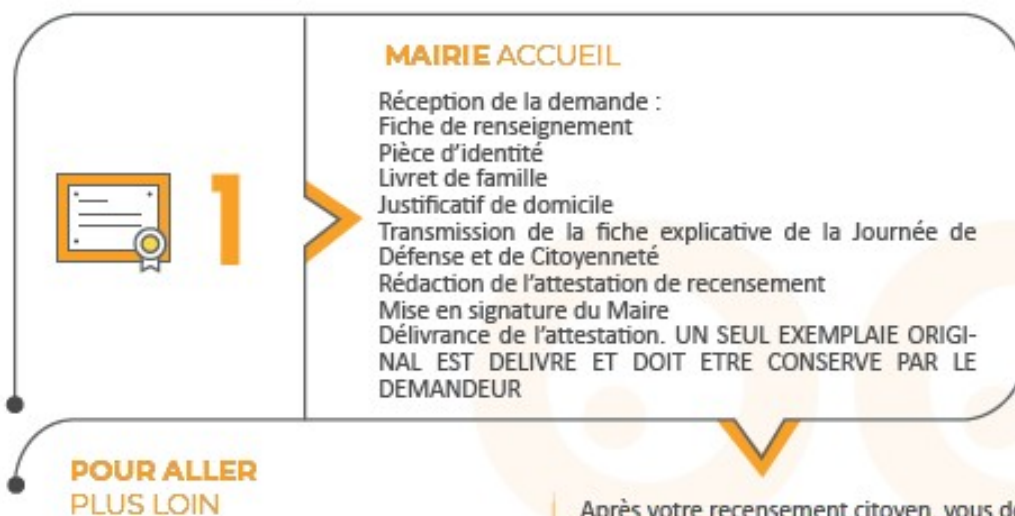 MAIRIE ACCUEIL
Réception de la demande :
Fiche de renseignement
Pièce d'identité
Livret de famille
Justificatif de domicile
Transmission de la fiche explicative de la Journée de
Défense et de Citoyenneté
Rédaction de l'attestation de recensement
Mise en signature du Maire
Délivrance de l'attestation. UN SEUL EXEMPLAIE ORIGI-
NAL EST DELIVRE ET DOIT ETRE CONSERVE PAR LE
DEMANDEUR
1
POUR ALLER
PLUS LOIN
Après votre recensement citoyen, vous de